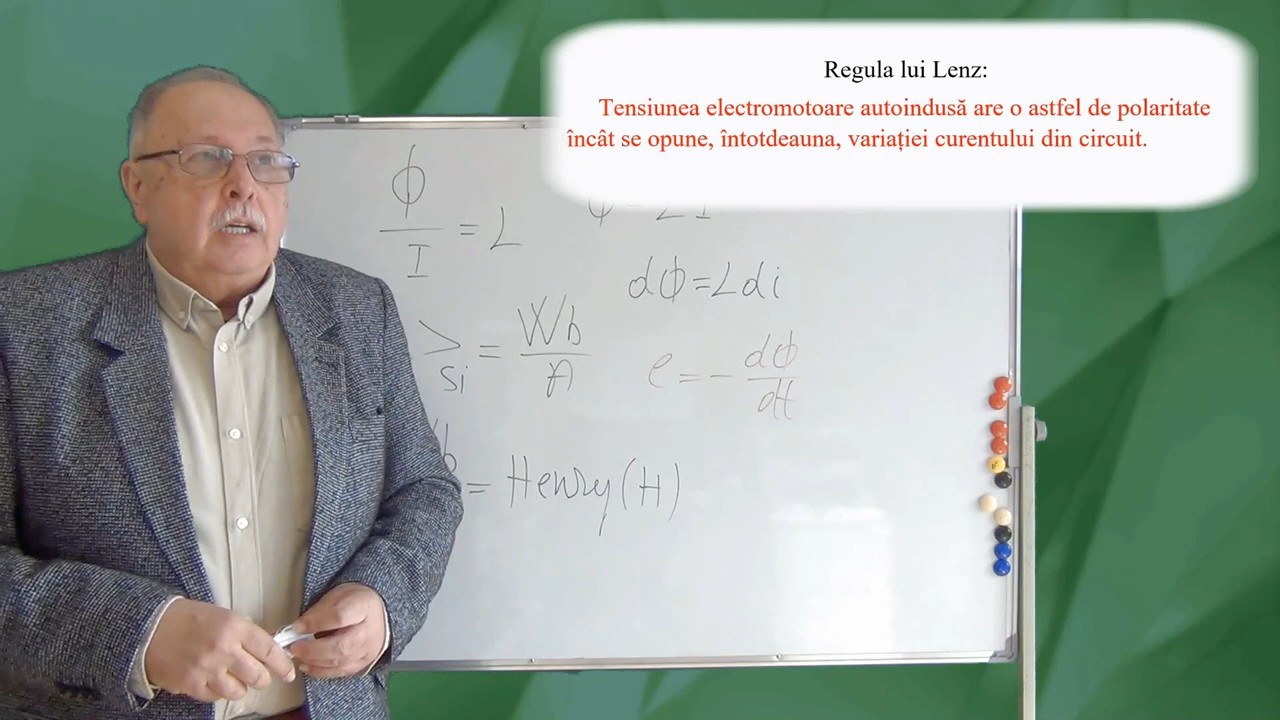 Regula lui Lenz:
Tensiunea electromotoare autoindusă are o astfel de polaritate
încât se opune, întotdeauna, variației curentului din circuit.
ϕ
— = L
I
dϕ = Ldi
Wb
= —
A
SI
e = - dϕ
dt
= Henry (H)